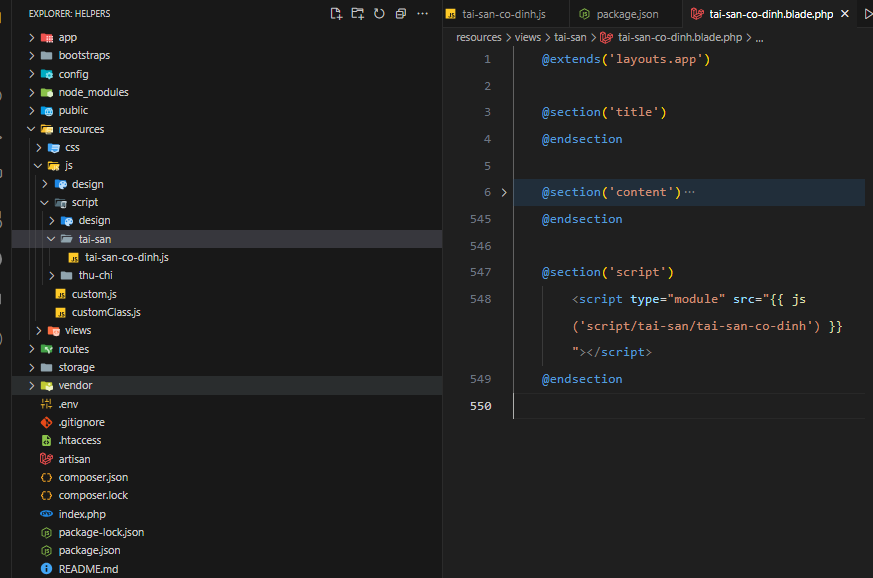 EXPLORER: HELPERS
app
bootstraps
config
node_modules
public
resources
css
js
design
script
design
tai-san
tai-san-co-dinh.js
thu-chi
custom.js
customClass.js
views
routes
storage
vendor
.env
.gitignore
.htaccess
artisan
composer.json
composer.lock
index.php
package-lock.json
package.json
README.md
tai-san-co-dinh.js
package.json
tai-san-co-dinh.blade.php
resources > views > tai-san > tai-san-co-dinh.blade.php > ...
1 @extends('layouts.app')
2
3 @section('title')
4 @endsection
5
6 @section('content')⋯
545 @endsection
546
547 @section('script')
548 <script type="module" src="{{ js
('script/tai-san/tai-san-co-dinh') }}
"></script>
549 @endsection
550